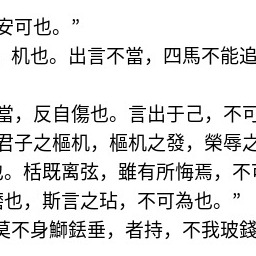 安可也。”
机也。出言不當，四馬不能追
當，反自傷也。言出于己，不可
君子之樞机，樞机之發，榮辱之
也。栝既离弦，雖有所悔焉，不可
磨也，斯言之玷，不可為也。”
莫不身鰤銩垂，者持，不我玻錢